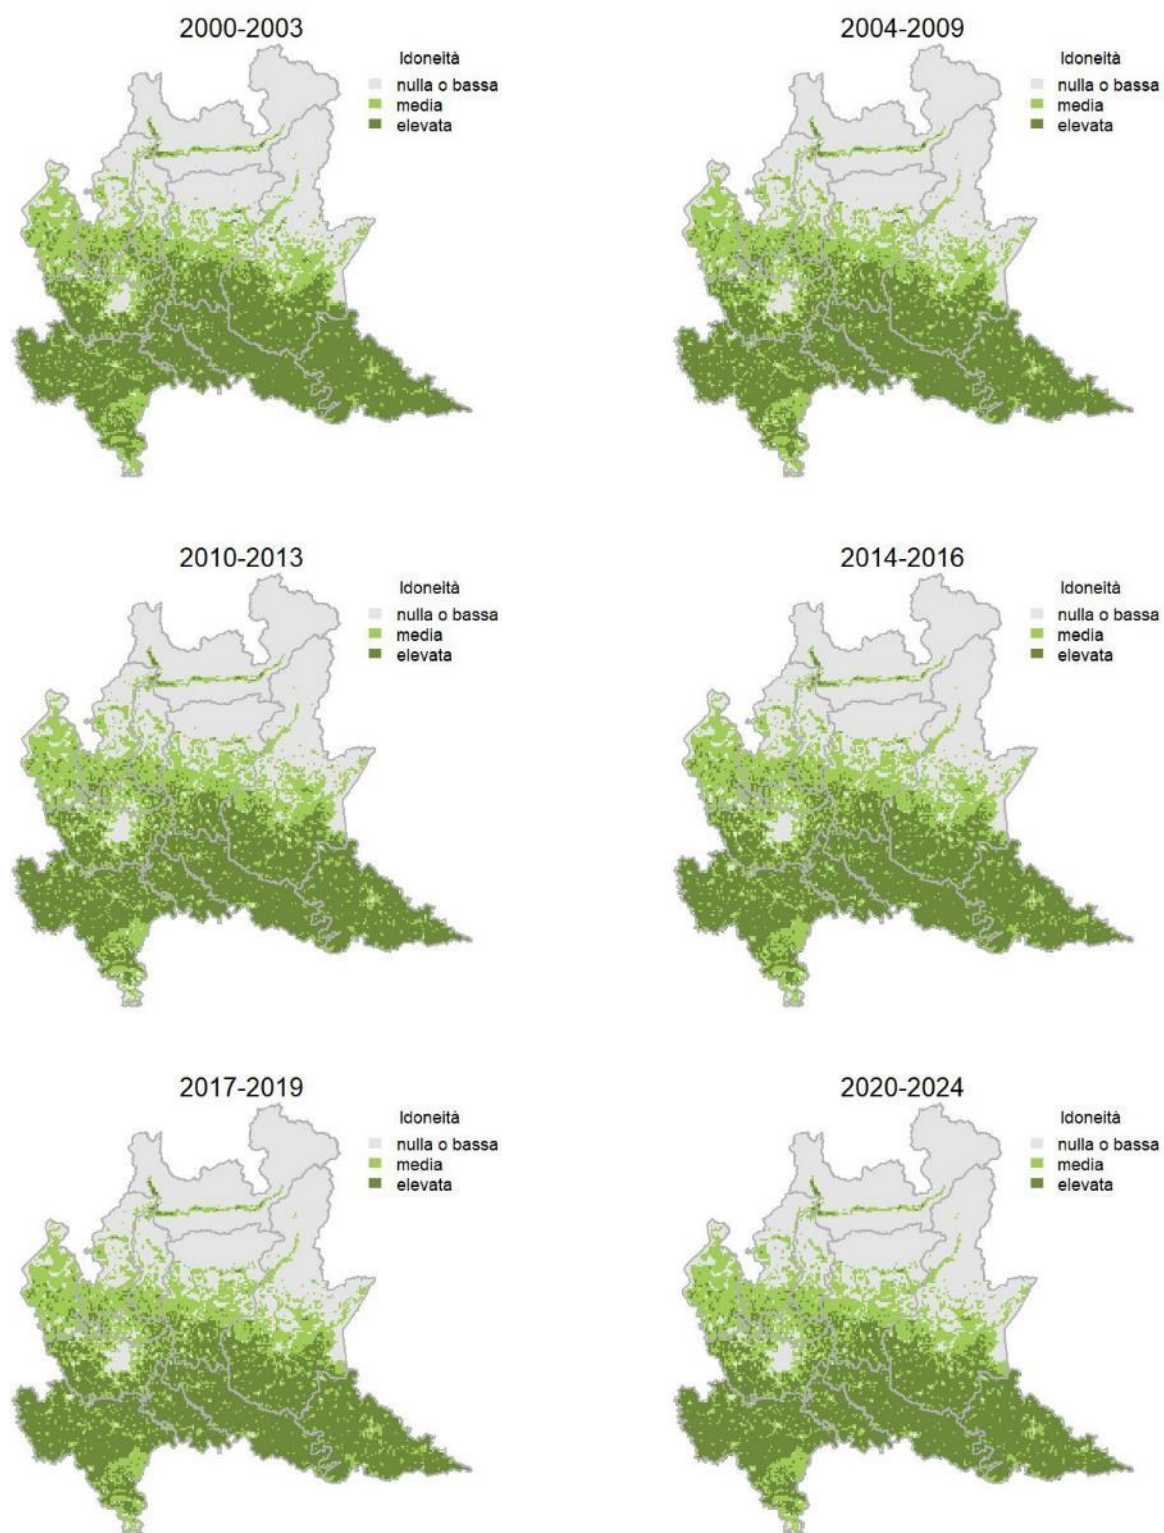 2000-2003
Idoneità
nulla o bassa
media
elevata
2004-2009
Idoneità
nulla o bassa
media
elevata
2010-2013
Idoneità
nulla o bassa
media
elevata
2014-2016
Idoneità
nulla o bassa
media
elevata
2017-2019
Idoneità
nulla o bassa
media
elevata
2020-2024
Idoneità
nulla o bassa
media
elevata